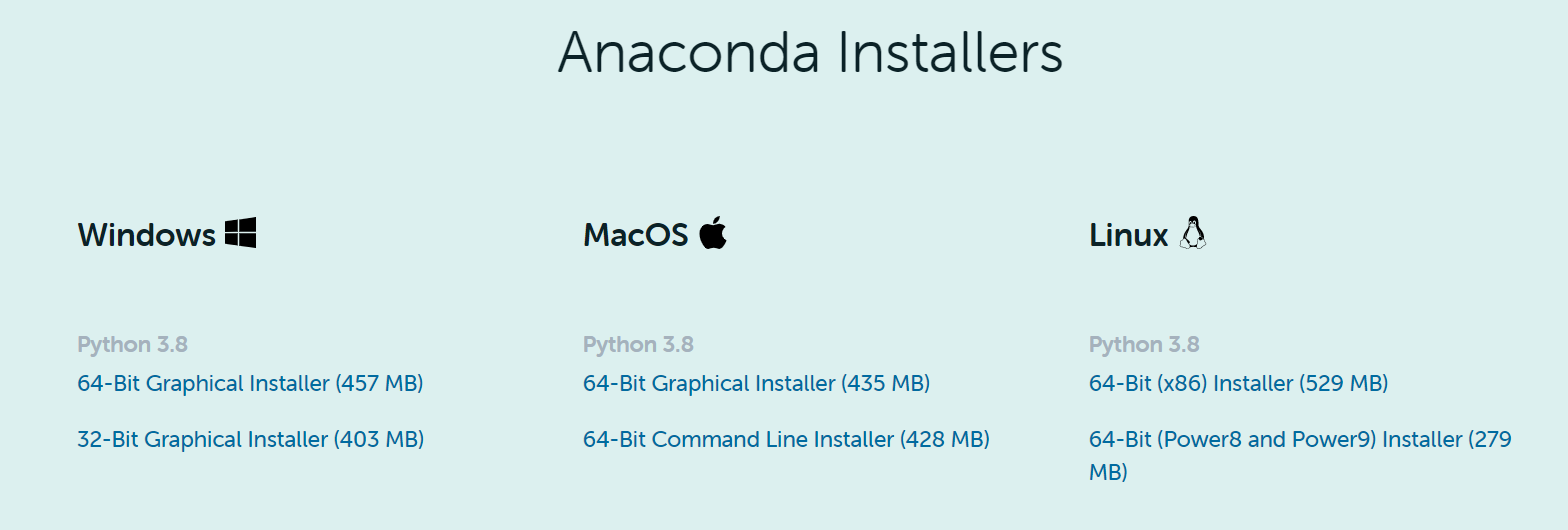 Anaconda Installers
Windows
Python 3.8
64-Bit Graphical Installer (457 MB)
32-Bit Graphical Installer (403 MB)
MacOS
Python 3.8
64-Bit Graphical Installer (435 MB)
64-Bit Command Line Installer (428 MB)
Linux
Python 3.8
64-Bit (x86) Installer (529 MB)
64-Bit (Power8 and Power9) Installer (279
MB)